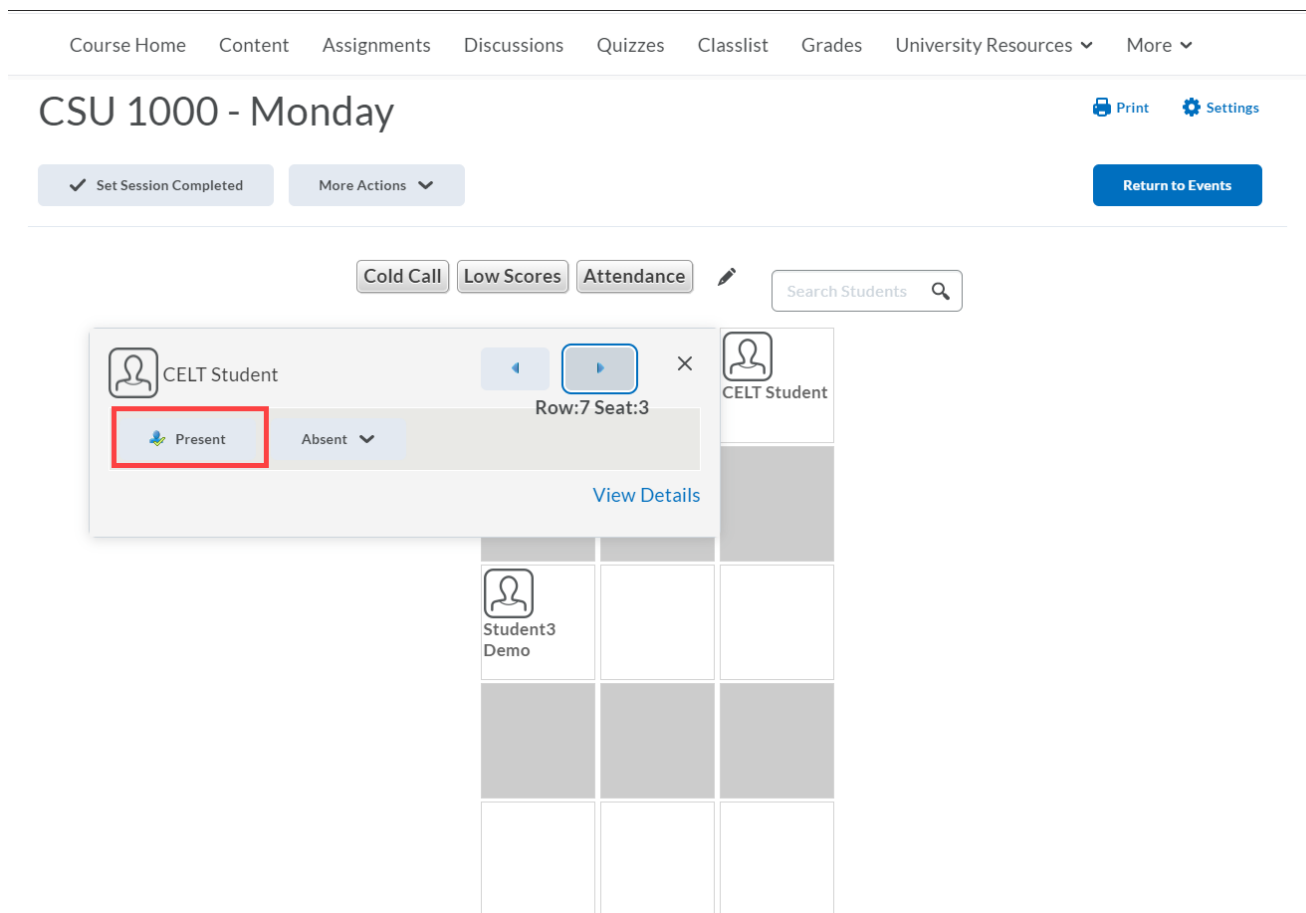 Course Home Content Assignments Discussions Quizzes Classlist Grades University Resources More
CSU 1000 - Monday
Print Settings
Set Session Completed More Actions Return to Events
Cold Call Low Scores Attendance Search Students
CELT Student
Row:7 Seat:3
Present Absent
View Details
CELT Student
Student3
Demo